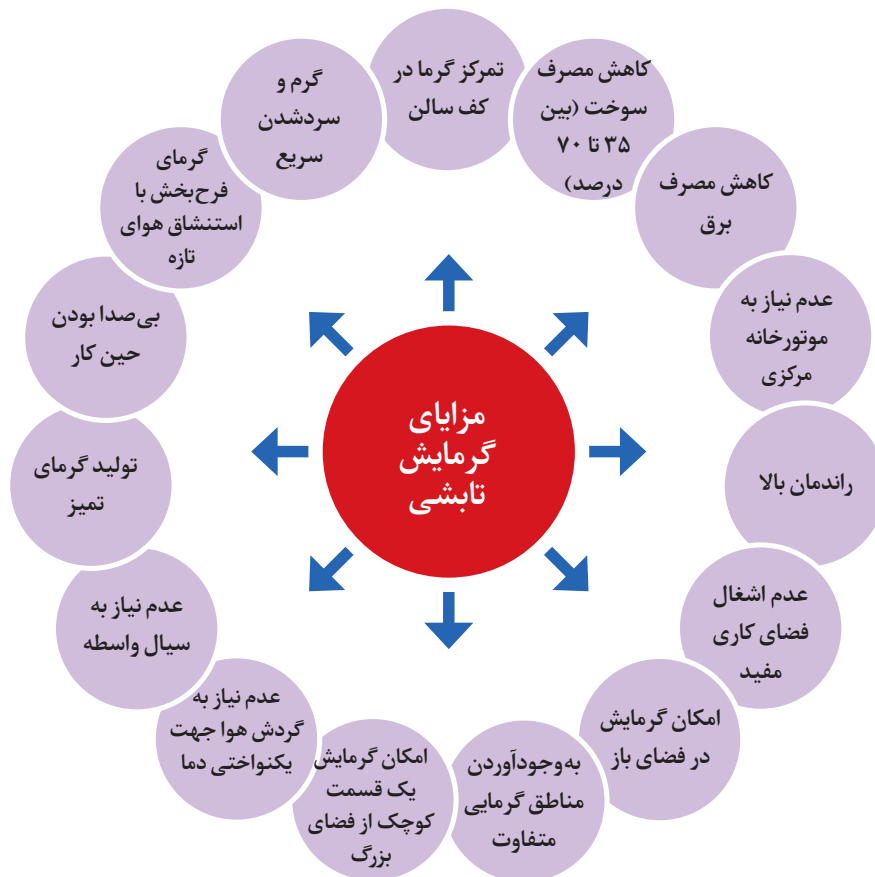 مزایای
گرمایش
تابشی
تمرکز گرما در
کف سالن
کاهش مصرف
سوخت (بین
۳۵ تا ۷۰
درصد)
کاهش مصرف
برق
عدم نیاز به
موتورخانه
مرکزی
راندمان بالا
عدم اشغال
فضای کاری
مفید
امکان گرمایش
در فضای باز
به‌وجودآوردن
مناطق گرمایی
متفاوت
امکان گرمایش
یک قسمت
کوچک از فضای
بزرگ
عدم نیاز به
گردش هوا جهت
یکنواختی دما
عدم نیاز به
سیال واسطه
تولید گرمای
تمیز
بی‌صدا بودن
حین کار
گرمای
فرح‌بخش با
استنشاق هوای
تازه
گرم و
سردشدن
سریع